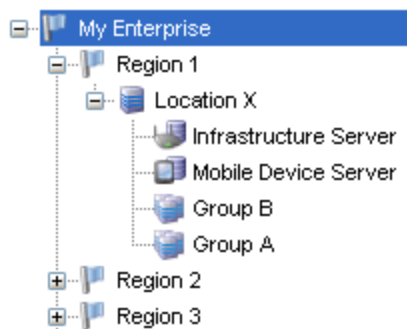 My Enterprise
Region 1
Location X
Infrastructure Server
Mobile Device Server
Group B
Group A
Region 2
Region 3